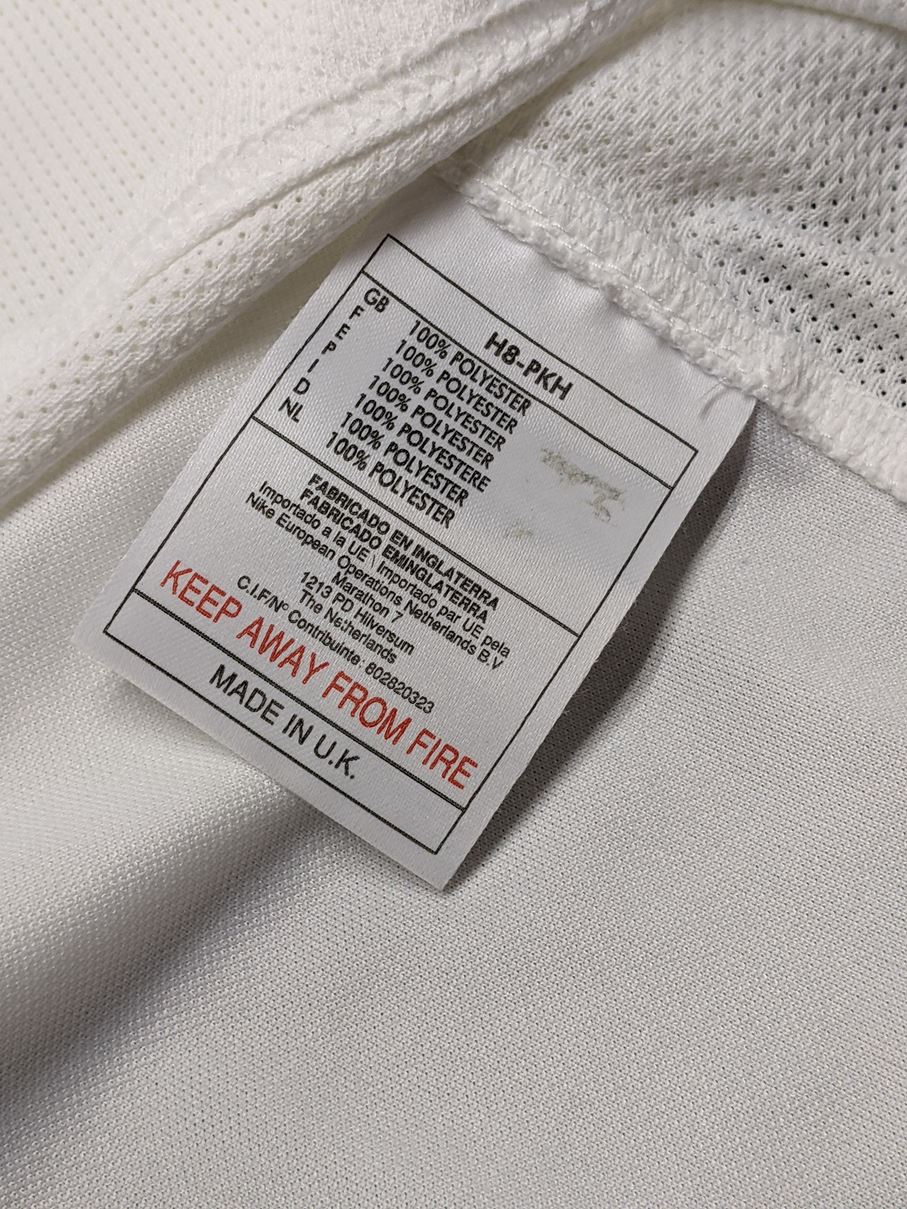 H8-PKH
GB 100% POLYESTER
F 100% POLYESTER
E 100% POLYESTER
P 100% POLYESTER
I 100% POLYESTERE
D 100% POLYESTER
NL 100% POLYESTER
FABRICADO EN INGLATERRA
FABRICADO EMINGLATERRA
Importado a la UE \ Importado par UE pela
Nike European Operations Netherlands B.V
Marathon 7
1213 PD Hilversum
The Netherlands
C.I.F/Nº Contribuinte: 802820323
KEEP AWAY FROM FIRE
MADE IN U.K.